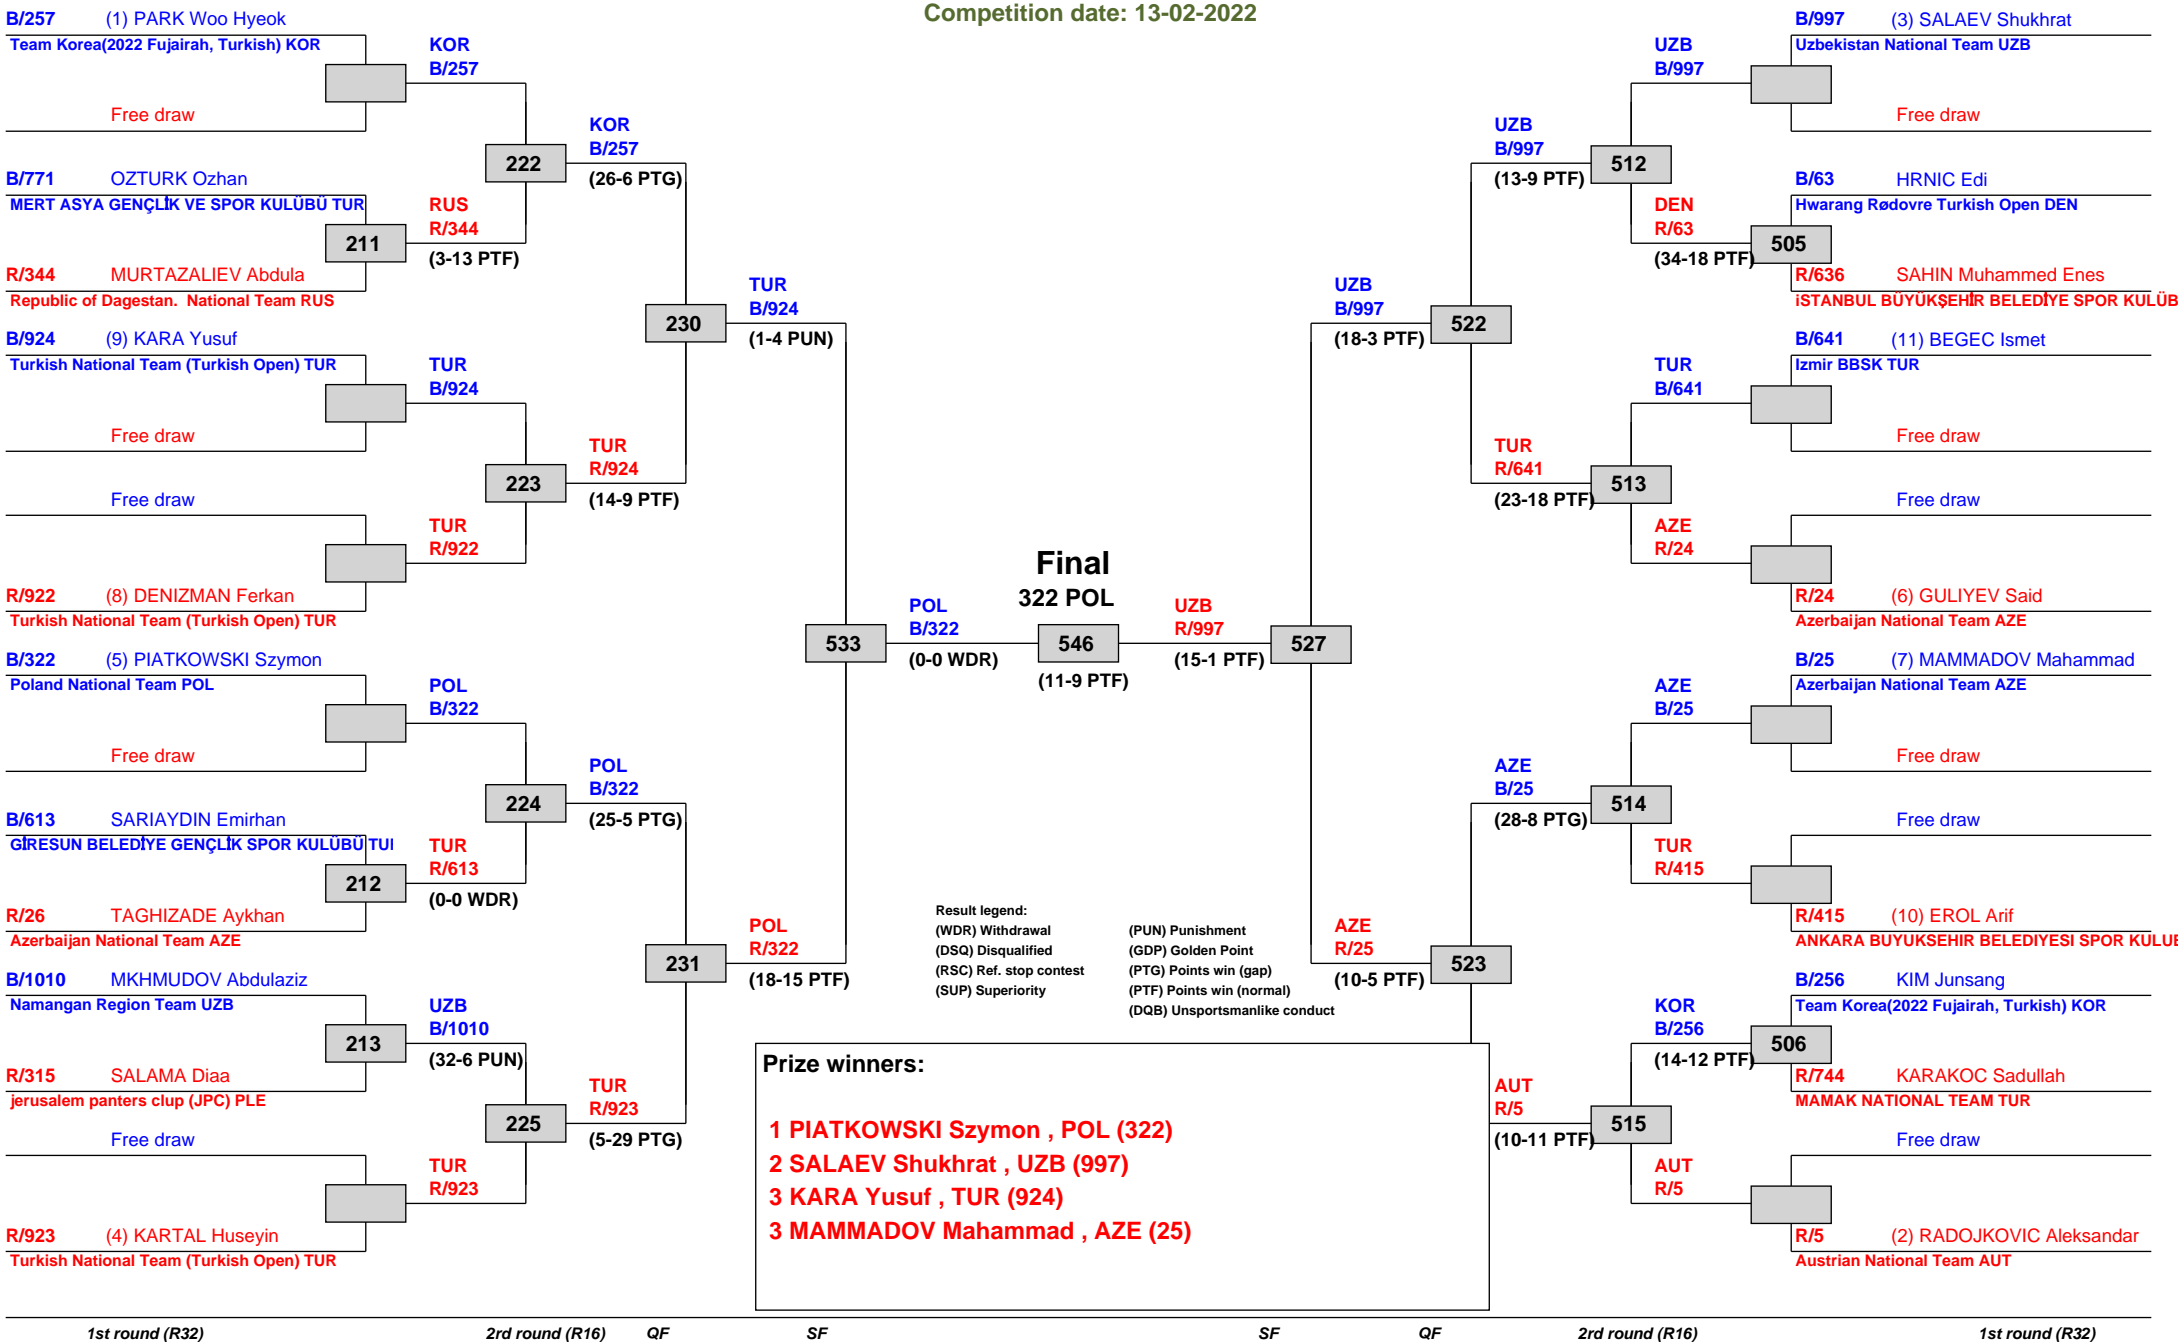 Competition date: 13-02-2022
B/257 (1) PARK Woo Hyeok
Team Korea(2022 Fujairah, Turkish) KOR
Free draw
B/771 OZTURK Ozhan
MERT ASYA GENÇLİK VE SPOR KULÜBÜ TUR
211
R/344 MURTAZALIEV Abdula
Republic of Dagestan. National Team RUS
B/924 (9) KARA Yusuf
Turkish National Team (Turkish Open) TUR
Free draw
Free draw
R/922 (8) DENIZMAN Ferkan
Turkish National Team (Turkish Open) TUR
B/322 (5) PIATKOWSKI Szymon
Poland National Team POL
Free draw
B/613 SARIAYDIN Emirhan
GİRESUN BELEDİYE GENÇLİK SPOR KULÜBÜ
212
R/26 TAGHIZADE Aykhan
Azerbaijan National Team AZE
B/1010 MKHMUDOV Abdulaziz
Namangan Region Team UZB
213
R/315 SALAMA Diaa
jerusalem panters clup (JPC) PLE
Free draw
R/923 (4) KARTAL Huseyin
Turkish National Team (Turkish Open) TUR
KOR
B/257
222
RUS
R/344
(3-13 PTF)
TUR
B/924
223
TUR
R/922
POL
B/322
224
TUR
R/613
(0-0 WDR)
UZB
B/1010
(32-6 PUN)
225
TUR
R/923
KOR
B/257
(26-6 PTG)
230
TUR
R/924
(14-9 PTF)
POL
B/322
(25-5 PTG)
231
TUR
R/923
(5-29 PTG)
TUR
B/924
(1-4 PUN)
533
POL
R/322
(18-15 PTF)
POL
B/322
(0-0 WDR)
Final
322 POL
546
(11-9 PTF)
UZB
R/997
(15-1 PTF)
527
UZB
B/997
(18-3 PTF)
522
AZE
R/25
(10-5 PTF)
523
UZB
B/997
(13-9 PTF)
512
TUR
R/641
(23-18 PTF)
513
AZE
B/25
(28-8 PTG)
514
AUT
R/5
(10-11 PTF)
515
UZB
B/997
DEN
R/63
(34-18 PTF)
505
TUR
B/641
AZE
R/24
AZE
B/25
TUR
R/415
KOR
B/256
(14-12 PTF)
506
AUT
R/5
B/997 (3) SALAEV Shukhrat
Uzbekistan National Team UZB
Free draw
B/63 HRNIC Edi
Hwarang Rødovre Turkish Open DEN
R/636 SAHIN Muhammed Enes
iSTANBUL BÜYÜKŞEHİR BELEDİYE SPOR KULÜB
B/641 (11) BEGEC Ismet
Izmir BBSK TUR
Free draw
Free draw
R/24 (6) GULIYEV Said
Azerbaijan National Team AZE
B/25 (7) MAMMADOV Mahammad
Azerbaijan National Team AZE
Free draw
Free draw
R/415 (10) EROL Arif
ANKARA BUYUKSEHIR BELEDIYESI SPOR
B/256 KIM Junsang
Team Korea(2022 Fujairah, Turkish) KOR
R/744 KARAKOC Sadullah
MAMAK NATIONAL TEAM TUR
Free draw
R/5 (2) RADOJKOVIC Aleksandar
Austrian National Team AUT
Result legend:
(WDR) Withdrawal (PUN) Punishment
(DSQ) Disqualified (GDP) Golden Point
(RSC) Ref. stop contest (PTG) Points win (gap)
(SUP) Superiority (PTF) Points win (normal)
(DQB) Unsportsmanlike conduct
Prize winners:
1 PIATKOWSKI Szymon , POL (322)
2 SALAEV Shukhrat , UZB (997)
3 KARA Yusuf , TUR (924)
3 MAMMADOV Mahammad , AZE (25)
1st round (R32) 2rd round (R16) QF SF SF QF 2rd round (R16) 1st round (R32)